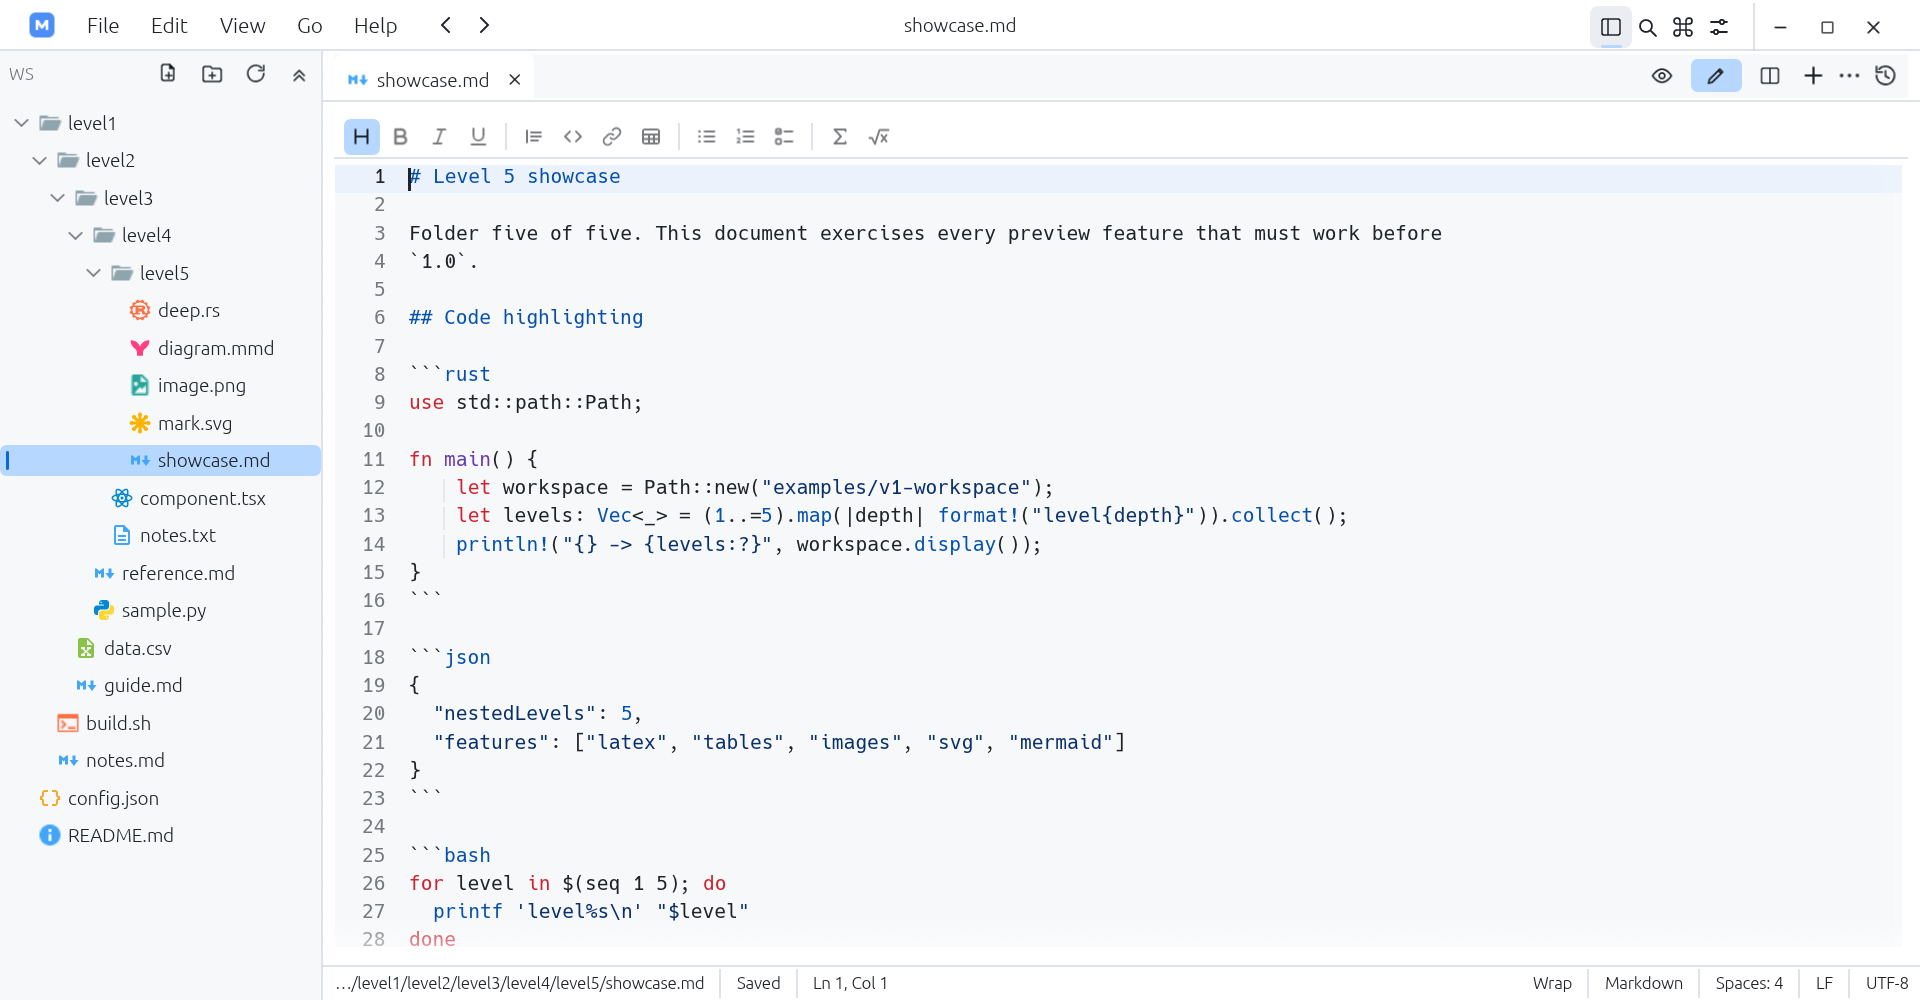 M File Edit View Go Help showcase.md
WS
showcase.md
level1
level2
level3
level4
level5
deep.rs
diagram.mmd
image.png
mark.svg
showcase.md
component.tsx
notes.txt
reference.md
sample.py
data.csv
guide.md
build.sh
notes.md
config.json
README.md
H B I U
1 # Level 5 showcase
2
3 Folder five of five. This document exercises every preview feature that must work before
4 `1.0`.
5
6 ## Code highlighting
7
8 ```rust
9 use std::path::Path;
10
11 fn main() {
12     let workspace = Path::new("examples/v1-workspace");
13     let levels: Vec<_> = (1..=5).map(|depth| format!("level{depth}")).collect();
14     println!("{} -> {levels:?}", workspace.display());
15 }
16 ```
17
18 ```json
19 {
20   "nestedLevels": 5,
21   "features": ["latex", "tables", "images", "svg", "mermaid"]
22 }
23 ```
24
25 ```bash
26 for level in $(seq 1 5); do
27   printf 'level%s\n' "$level"
28 done
…/level1/level2/level3/level4/level5/showcase.md Saved Ln 1, Col 1 Wrap Markdown Spaces: 4 LF UTF-8